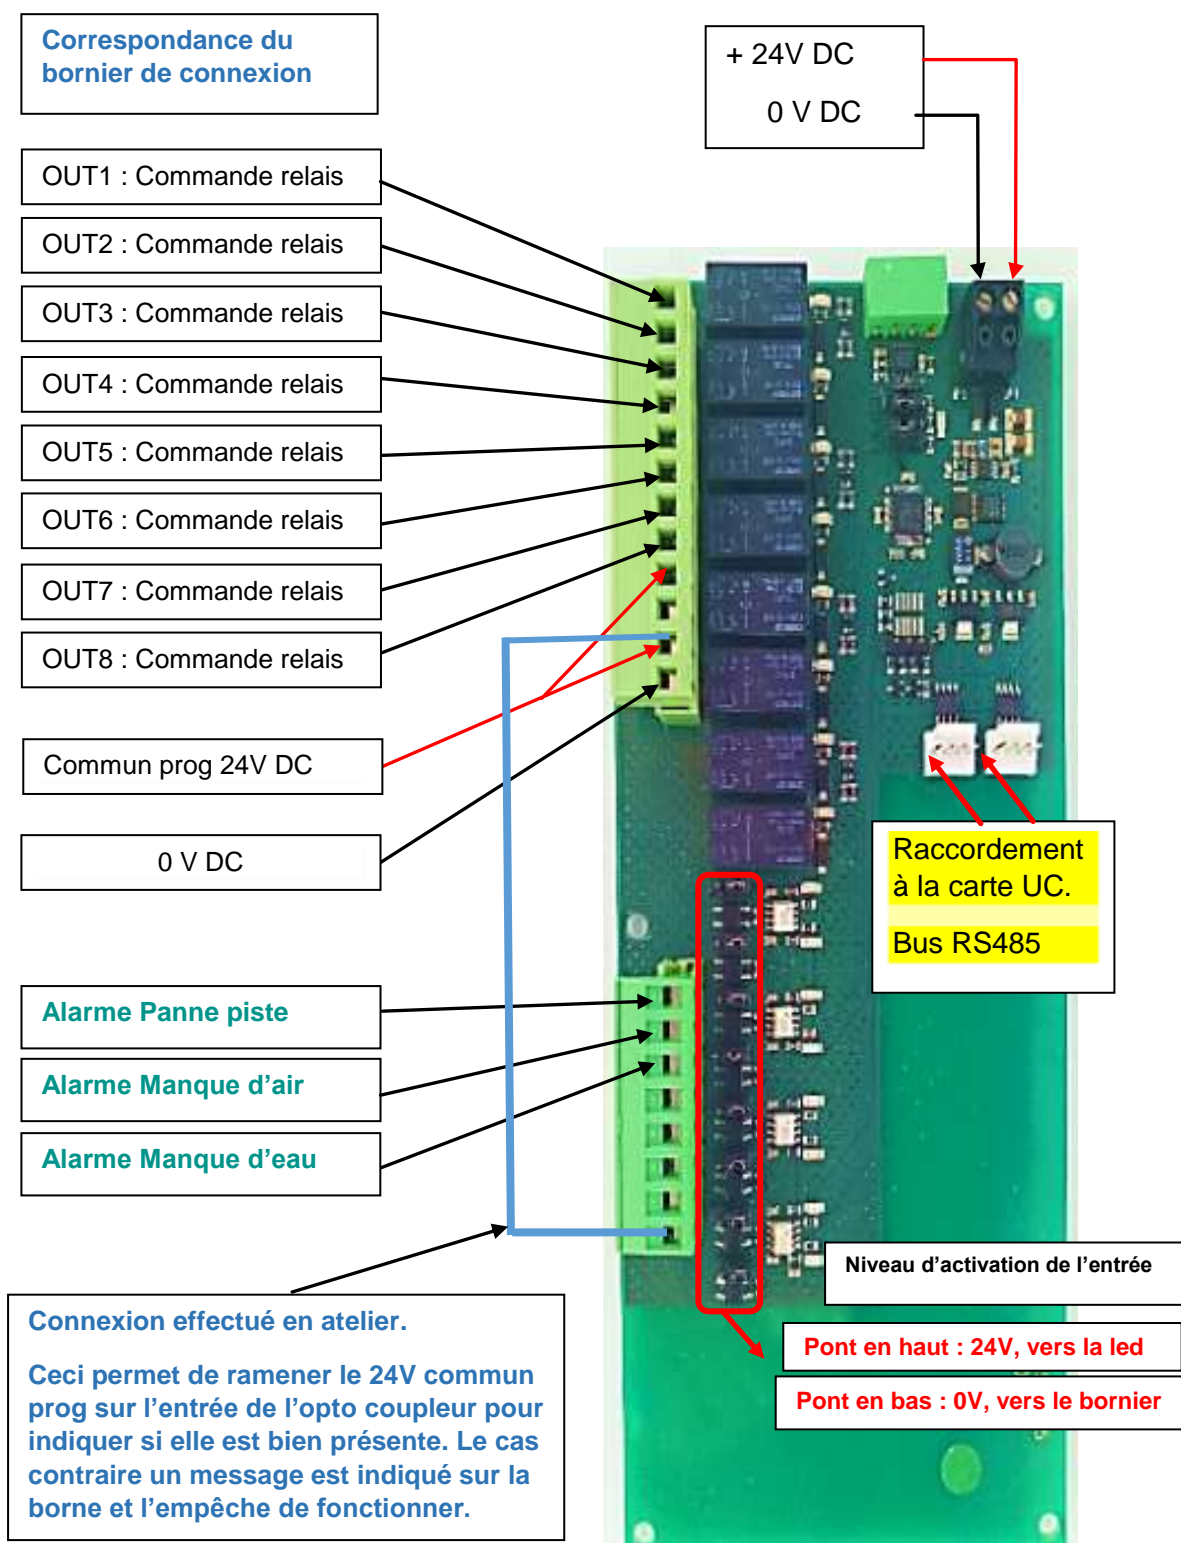 Correspondance du
bornier de connexion
+ 24V DC
0 V DC
OUT1 : Commande relais
OUT2 : Commande relais
OUT3 : Commande relais
OUT4 : Commande relais
OUT5 : Commande relais
OUT6 : Commande relais
OUT7 : Commande relais
OUT8 : Commande relais
Commun prog 24V DC
0 V DC
Raccordement
à la carte UC.
Bus RS485
Alarme Panne piste
Alarme Manque d’air
Alarme Manque d’eau
Niveau d’activation de l’entrée
Pont en haut : 24V, vers la led
Pont en bas : 0V, vers le bornier
Connexion effectué en atelier.
Ceci permet de ramener le 24V commun
prog sur l’entrée de l’opto coupleur pour
indiquer si elle est bien présente. Le cas
contraire un message est indiqué sur la
borne et l’empêche de fonctionner.